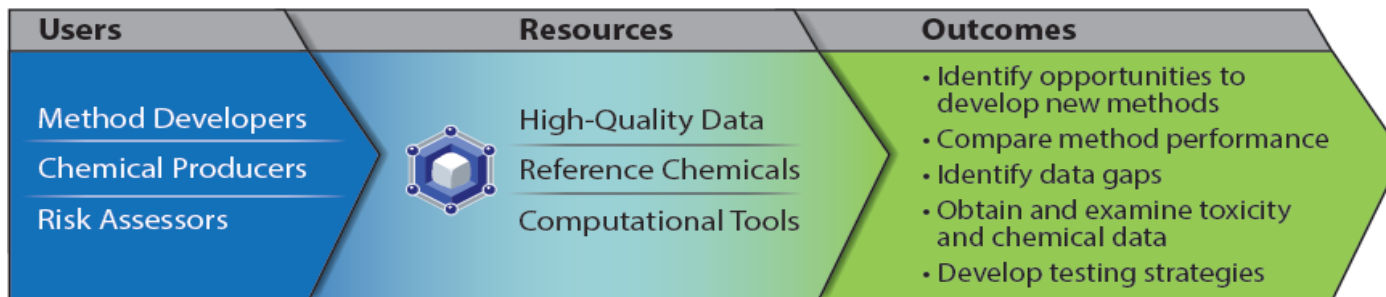 Users
Method Developers
Chemical Producers
Risk Assessors
Resources
High-Quality Data
Reference Chemicals
Computational Tools
Outcomes
• Identify opportunities to
develop new methods
• Compare method performance
• Identify data gaps
• Obtain and examine toxicity
and chemical data
• Develop testing strategies